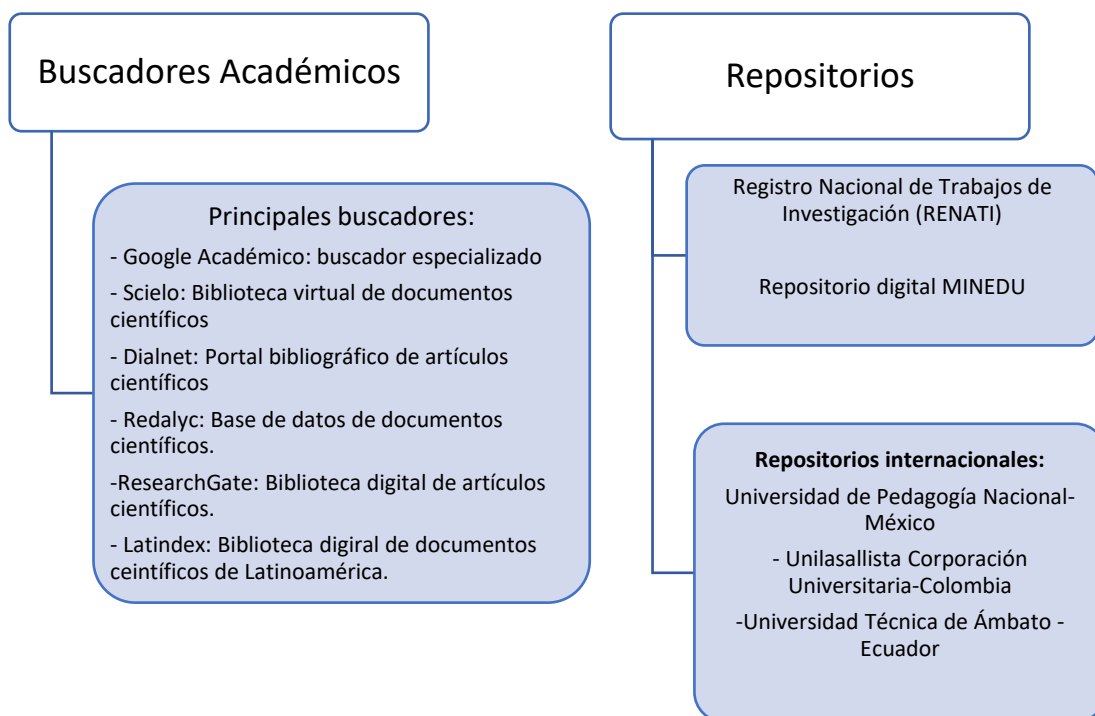 Buscadores Académicos
Principales buscadores:
- Google Académico: buscador especializado
- Scielo: Biblioteca virtual de documentos
científicos
- Dialnet: Portal bibliográfico de artículos
científicos
- Redalyc: Base de datos de documentos
científicos.
-ResearchGate: Biblioteca digital de artículos
científicos.
- Latindex: Biblioteca digiral de documentos
ceintíficos de Latinoamérica.
Repositorios
Registro Nacional de Trabajos de
Investigación (RENATI)
Repositorio digital MINEDU
Repositorios internacionales:
Universidad de Pedagogía Nacional-
México
- Unilasallista Corporación
Universitaria-Colombia
-Universidad Técnica de Ámbato -
Ecuador